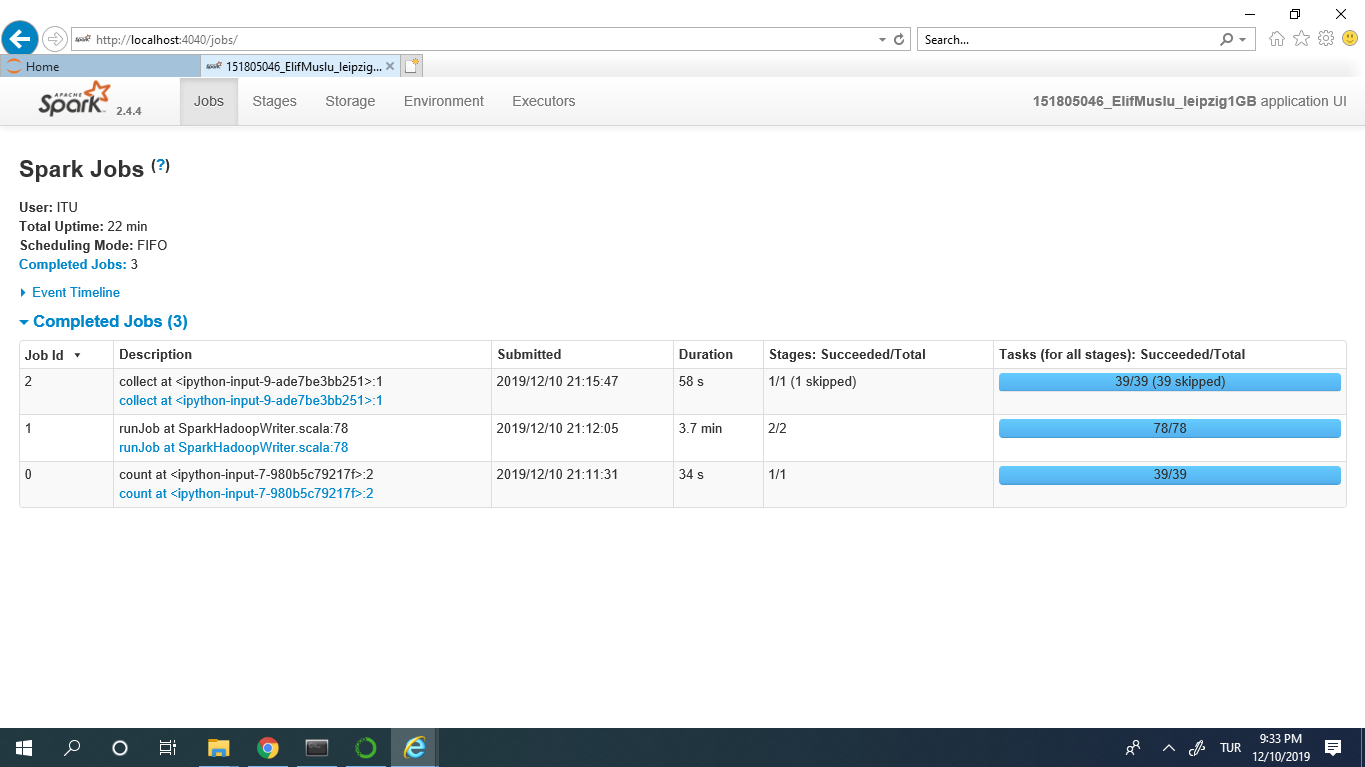 http://localhost:4040/jobs/
Search...
Home
151805046_ElifMuslu_leipzig...
APACHE
Spark 2.4.4
Jobs
Stages
Storage
Environment
Executors
151805046_ElifMuslu_leipzig1GB application UI
Spark Jobs (?)
User: ITU
Total Uptime: 22 min
Scheduling Mode: FIFO
Completed Jobs: 3
Event Timeline
Completed Jobs (3)
Job Id ▾ Description Submitted Duration Stages: Succeeded/Total Tasks (for all stages): Succeeded/Total
2 collect at <ipython-input-9-ade7be3bb251>:1 2019/12/10 21:15:47 58 s 1/1 (1 skipped) 39/39 (39 skipped)
collect at <ipython-input-9-ade7be3bb251>:1
1 runJob at SparkHadoopWriter.scala:78 2019/12/10 21:12:05 3.7 min 2/2 78/78
runJob at SparkHadoopWriter.scala:78
0 count at <ipython-input-7-980b5c79217f>:2 2019/12/10 21:11:31 34 s 1/1 39/39
count at <ipython-input-7-980b5c79217f>:2
TUR
9:33 PM
12/10/2019